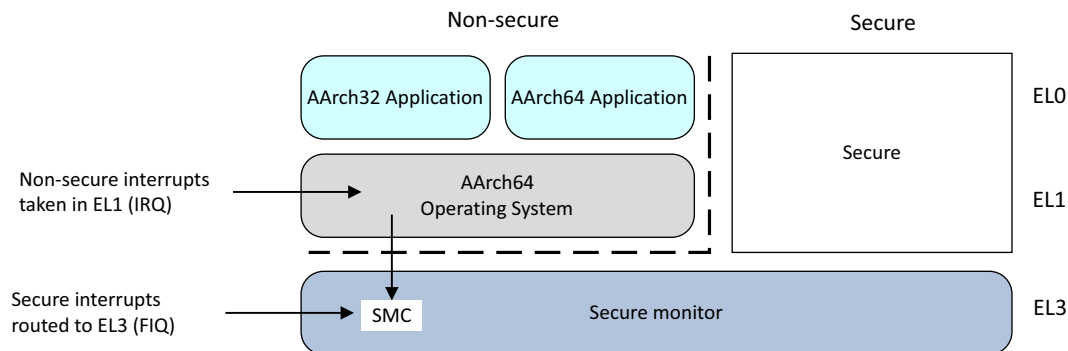 Non-secure
Secure
AArch32 Application
AArch64 Application
EL0
Secure
Non-secure interrupts
taken in EL1 (IRQ)
AArch64
Operating System
EL1
Secure interrupts
routed to EL3 (FIQ)
SMC
Secure monitor
EL3